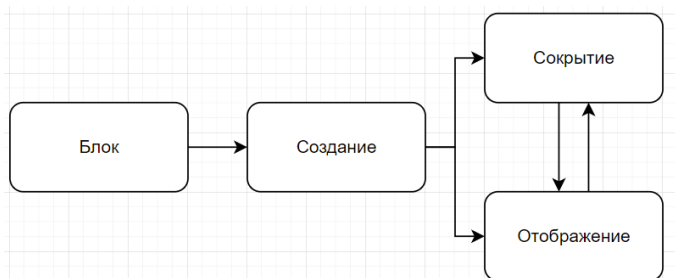 Блок
Создание
Сокрытие
Отображение